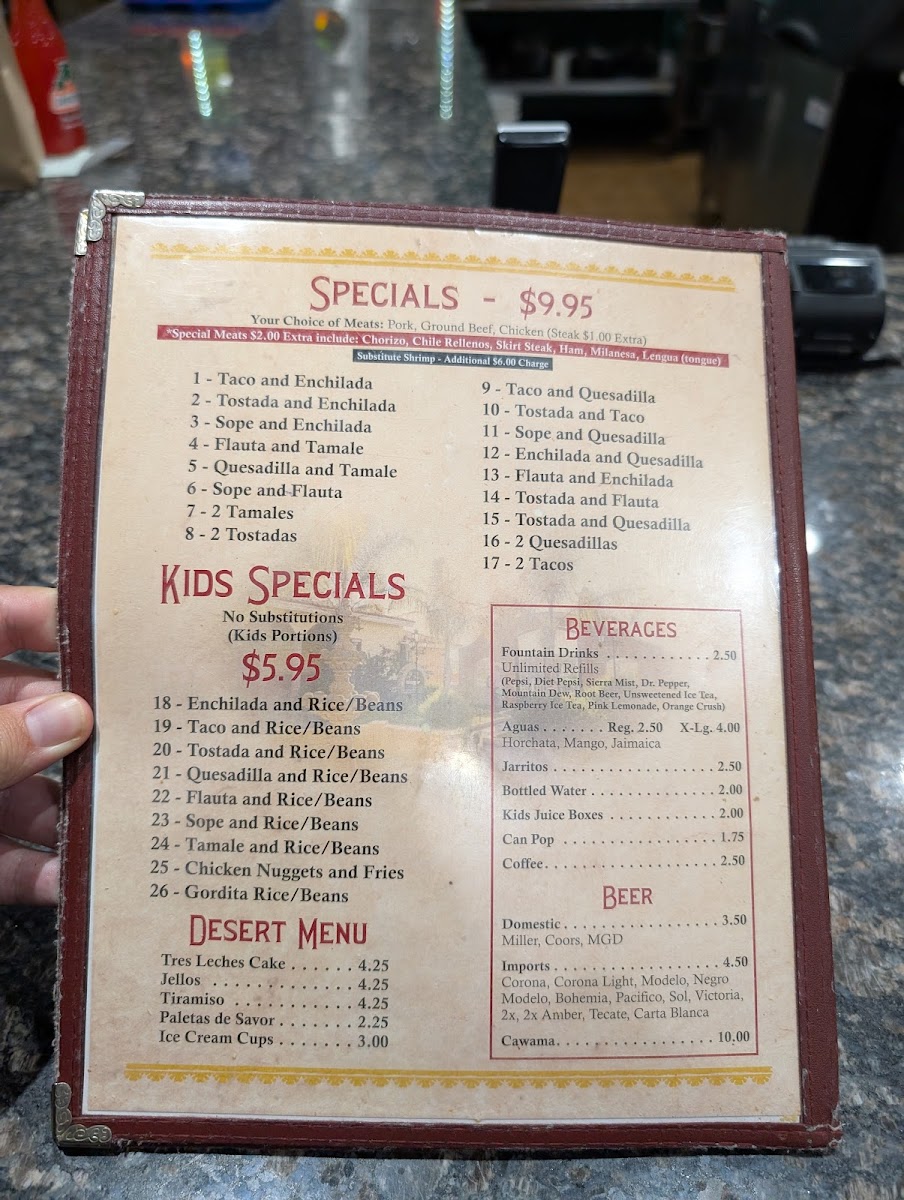 SPECIALS - $9.95
Your Choice of Meats: Pork, Ground Beef, Chicken (Steak $1.00 Extra)
*Special Meats $2.00 Extra include: Chorizo, Chile Rellenos, Skirt Steak, Ham, Milanesa, Lengua (tongue)
Substitute Shrimp - Additional $6.00 Charge
1 - Taco and Enchilada
2 - Tostada and Enchilada
3 - Sope and Enchilada
4 - Flauta and Tamale
5 - Quesadilla and Tamale
6 - Sope and Flauta
7 - 2 Tamales
8 - 2 Tostadas
9 - Taco and Quesadilla
10 - Tostada and Taco
11 - Sope and Quesadilla
12 - Enchilada and Quesadilla
13 - Flauta and Enchilada
14 - Tostada and Flauta
15 - Tostada and Quesadilla
16 - 2 Quesadillas
17 - 2 Tacos
KIDS SPECIALS
No Substitutions
(Kids Portions)
$5.95
18 - Enchilada and Rice/Beans
19 - Taco and Rice/Beans
20 - Tostada and Rice/Beans
21 - Quesadilla and Rice/Beans
22 - Flauta and Rice/Beans
23 - Sope and Rice/Beans
24 - Tamale and Rice/Beans
25 - Chicken Nuggets and Fries
26 - Gordita Rice/Beans
DESERT MENU
Tres Leches Cake . . . . . . 4.25
Jellos . . . . . . . . . . . . . 4.25
Tiramiso . . . . . . . . . . . 4.25
Paletas de Savor . . . . . . . 2.25
Ice Cream Cups . . . . . . . 3.00
BEVERAGES
Fountain Drinks . . . . . . . . . . . 2.50
Unlimited Refills
(Pepsi, Diet Pepsi, Sierra Mist, Dr. Pepper,
Mountain Dew, Root Beer, Unsweetened Ice Tea,
Raspberry Ice Tea, Pink Lemonade, Orange Crush)
Aguas . . . . . . . Reg. 2.50 X-Lg. 4.00
Horchata, Mango, Jaimaica
Jarritos . . . . . . . . . . . . . . . . . . 2.50
Bottled Water . . . . . . . . . . . . . 2.00
Kids Juice Boxes . . . . . . . . . . . 2.00
Can Pop . . . . . . . . . . . . . . . . . 1.75
Coffee. . . . . . . . . . . . . . . . . . . 2.50
BEER
Domestic. . . . . . . . . . . . . . . . . 3.50
Miller, Coors, MGD
Imports . . . . . . . . . . . . . . . . . . 4.50
Corona, Corona Light, Modelo, Negro
Modelo, Bohemia, Pacifico, Sol, Victoria,
2x, 2x Amber, Tecate, Carta Blanca
Cawama. . . . . . . . . . . . . . . . . 10.00